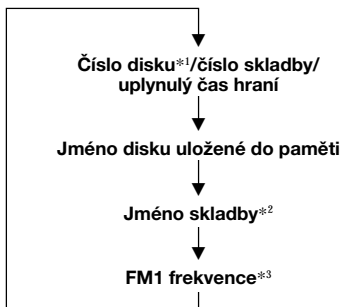 Číslo disku*1/číslo skladby/
uplynulý čas hraní
Jméno disku uložené do paměti
Jméno skladby*2
FM1 frekvence*3